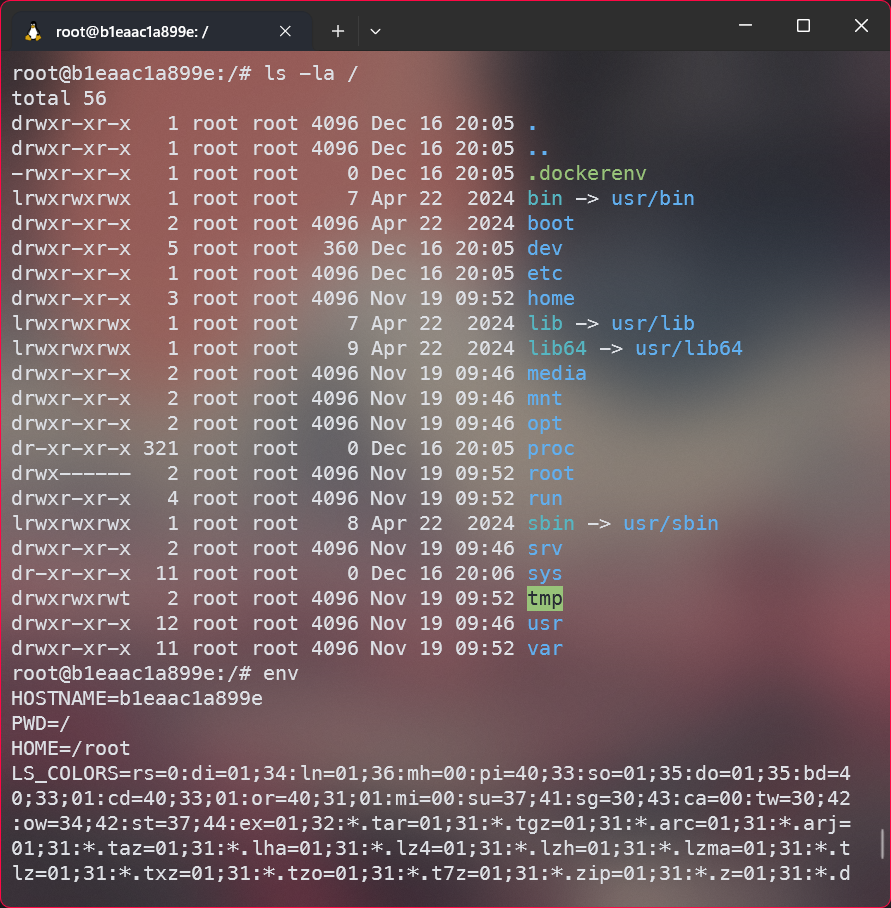 root@b1eaac1a899e: /
root@b1eaac1a899e:/# ls -la /
total 56
drwxr-xr-x   1 root root 4096 Dec 16 20:05 .
drwxr-xr-x   1 root root 4096 Dec 16 20:05 ..
-rwxr-xr-x   1 root root    0 Dec 16 20:05 .dockerenv
lrwxrwxrwx   1 root root    7 Apr 22  2024 bin -> usr/bin
drwxr-xr-x   2 root root 4096 Apr 22  2024 boot
drwxr-xr-x   5 root root  360 Dec 16 20:05 dev
drwxr-xr-x   1 root root 4096 Dec 16 20:05 etc
drwxr-xr-x   3 root root 4096 Nov 19 09:52 home
lrwxrwxrwx   1 root root    7 Apr 22  2024 lib -> usr/lib
lrwxrwxrwx   1 root root    9 Apr 22  2024 lib64 -> usr/lib64
drwxr-xr-x   2 root root 4096 Nov 19 09:46 media
drwxr-xr-x   2 root root 4096 Nov 19 09:46 mnt
drwxr-xr-x   2 root root 4096 Nov 19 09:46 opt
dr-xr-xr-x 321 root root    0 Dec 16 20:05 proc
drwx------   2 root root 4096 Nov 19 09:52 root
drwxr-xr-x   4 root root 4096 Nov 19 09:52 run
lrwxrwxrwx   1 root root    8 Apr 22  2024 sbin -> usr/sbin
drwxr-xr-x   2 root root 4096 Nov 19 09:46 srv
dr-xr-xr-x  11 root root    0 Dec 16 20:06 sys
drwxrwxrwt   2 root root 4096 Nov 19 09:52 tmp
drwxr-xr-x  12 root root 4096 Nov 19 09:46 usr
drwxr-xr-x  11 root root 4096 Nov 19 09:52 var
root@b1eaac1a899e:/# env
HOSTNAME=b1eaac1a899e
PWD=/
HOME=/root
LS_COLORS=rs=0:di=01;34:ln=01;36:mh=00:pi=40;33:so=01;35:do=01;35:bd=4
0;33;01:cd=40;33;01:or=40;31;01:mi=00:su=37;41:sg=30;43:ca=00:tw=30;42
:ow=34;42:st=37;44:ex=01;32:*.tar=01;31:*.tgz=01;31:*.arc=01;31:*.arj=
01;31:*.taz=01;31:*.lha=01;31:*.lz4=01;31:*.lzh=01;31:*.lzma=01;31:*.t
lz=01;31:*.txz=01;31:*.tzo=01;31:*.t7z=01;31:*.zip=01;31:*.z=01;31:*.d